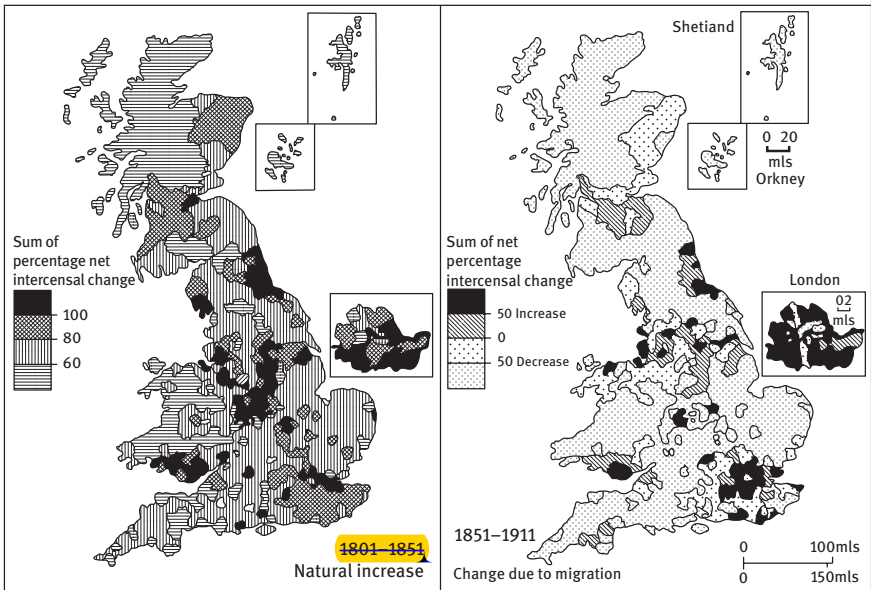 Sum of
percentage net
intercensal change
100
80
60
1801–1851
Natural increase
Shetiand
0 20
mls
Orkney
Sum of net
percentage
intercensal change
50 Increase
0
50 Decrease
London
02
mls
1851–1911
Change due to migration
0 100mls
0 150mls